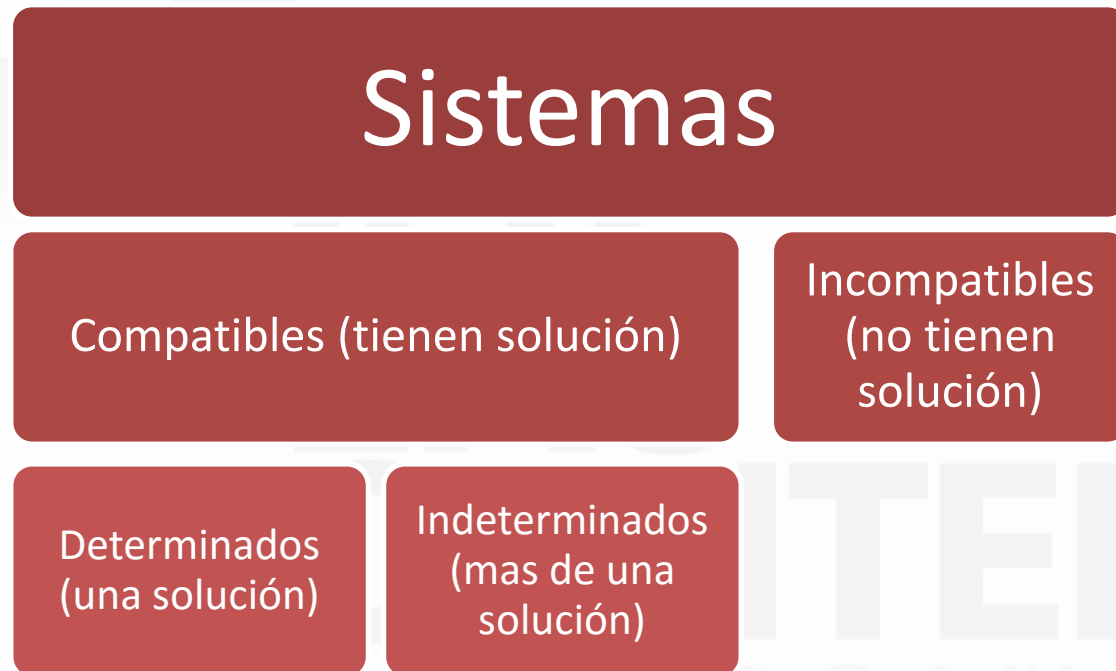 Sistemas
Compatibles (tienen solución)
Incompatibles
(no tienen
solución)
Determinados
(una solución)
Indeterminados
(mas de una
solución)